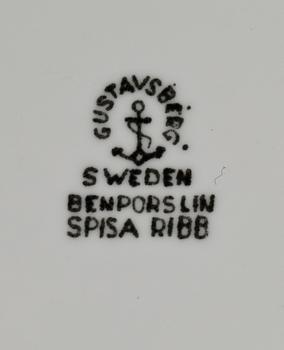 GUSTAVSBERG
SWEDEN
BENPORSLIN
SPISA RIBB